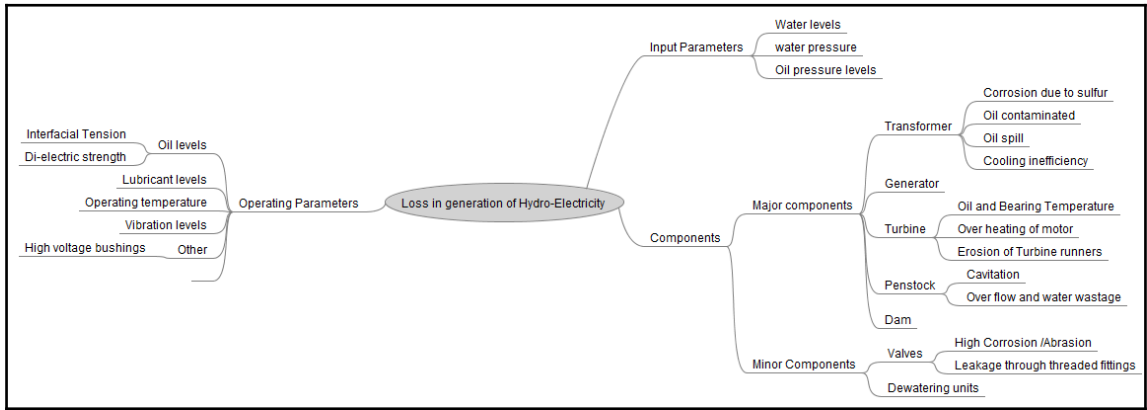 Loss in generation of Hydro-Electricity
Input Parameters
Water levels
water pressure
Oil pressure levels
Components
Major components
Transformer
Corrosion due to sulfur
Oil contaminated
Oil spill
Cooling inefficiency
Generator
Turbine
Oil and Bearing Temperature
Over heating of motor
Erosion of Turbine runners
Penstock
Cavitation
Over flow and water wastage
Dam
Minor Components
Valves
High Corrosion /Abrasion
Leakage through threaded fittings
Dewatering units
Operating Parameters
Oil levels
Interfacial Tension
Di-electric strength
Lubricant levels
Operating temperature
Vibration levels
Other
High voltage bushings